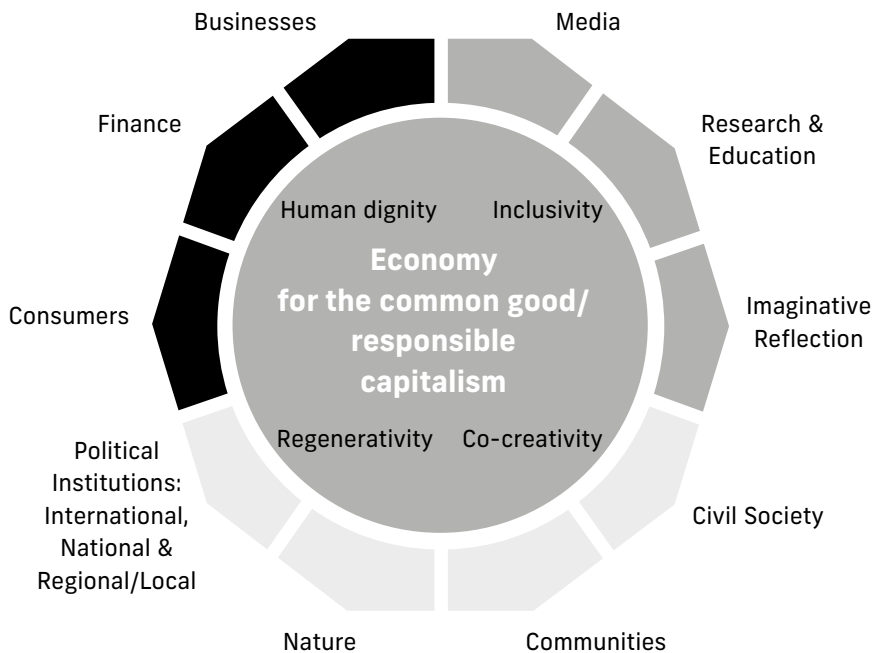 Businesses
Media
Finance
Research &
Education
Human dignity
Inclusivity
Economy
for the common good/
responsible
capitalism
Consumers
Imaginative
Reflection
Regenerativity
Co-creativity
Political
Institutions:
International,
National &
Regional/Local
Civil Society
Nature
Communities